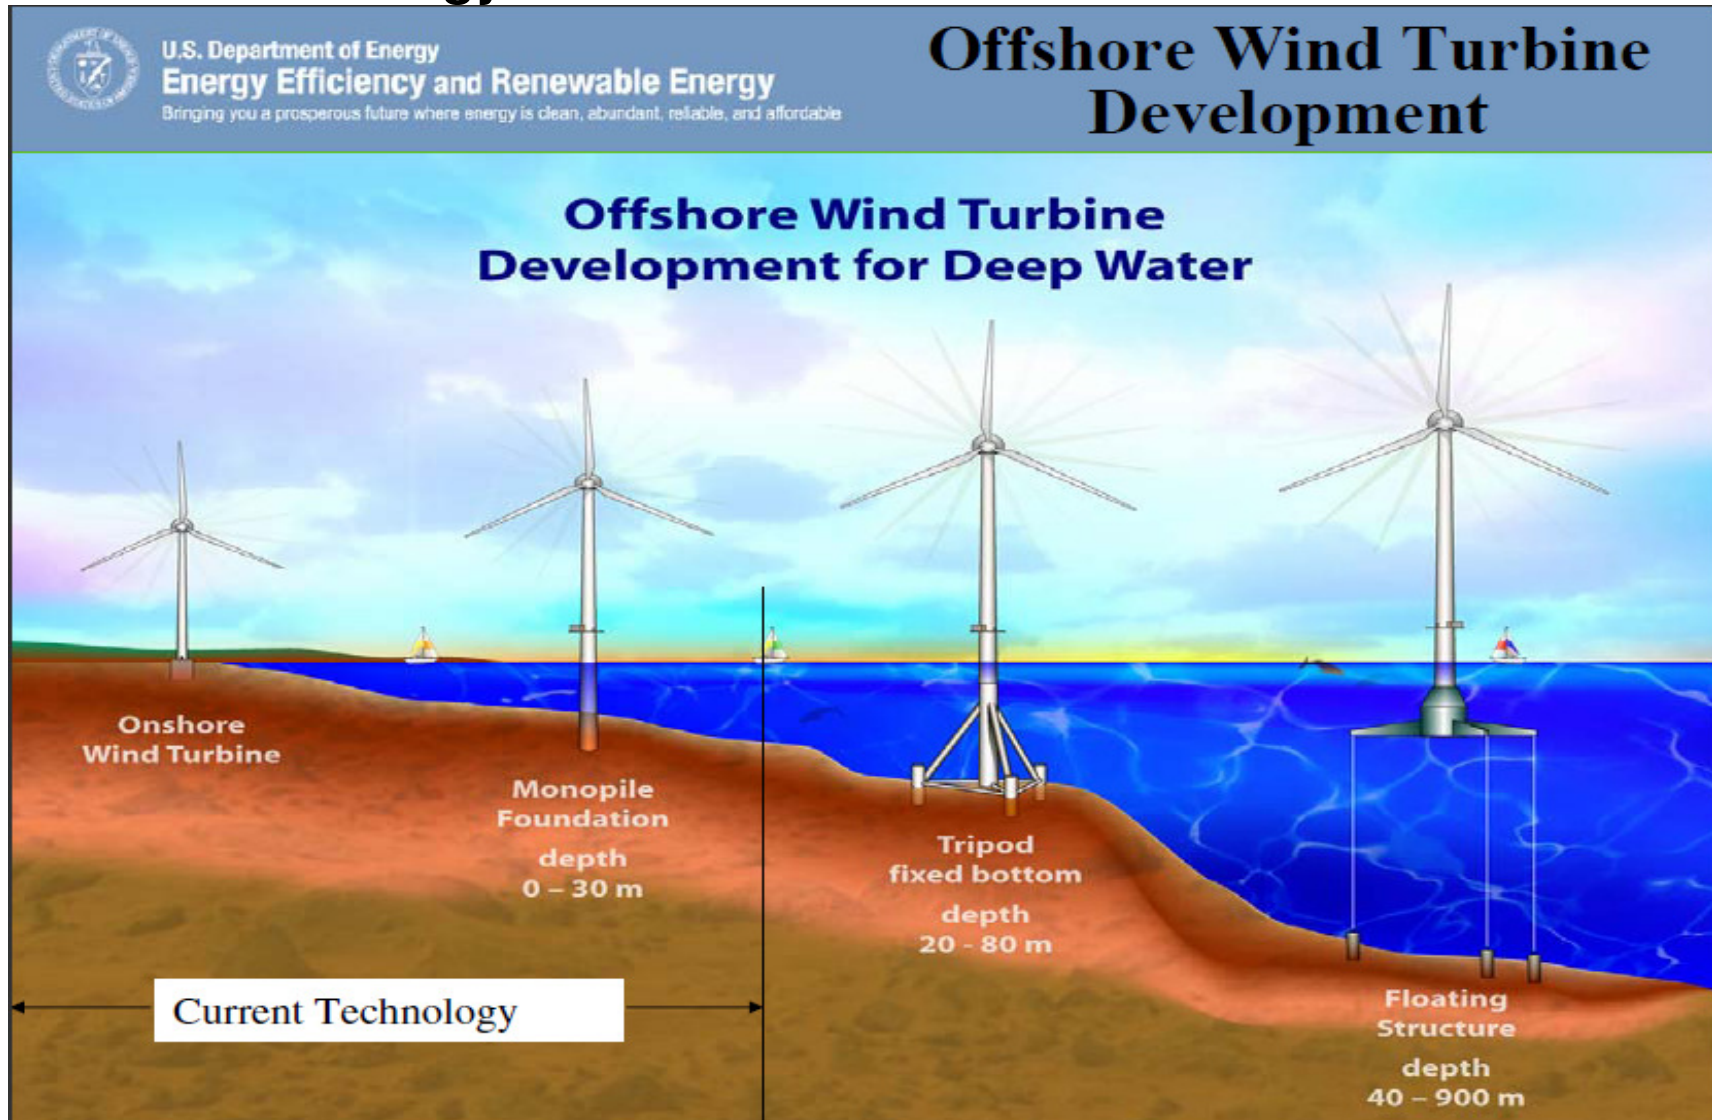 U.S. Department of Energy
Energy Efficiency and Renewable Energy
Bringing you a prosperous future where energy is clean, abundant, reliable, and affordable
Offshore Wind Turbine
Development
Offshore Wind Turbine
Development for Deep Water
Onshore
Wind Turbine
Monopile
Foundation
depth
0 – 30 m
Tripod
fixed bottom
depth
20 - 80 m
Floating
Structure
depth
40 – 900 m
Current Technology